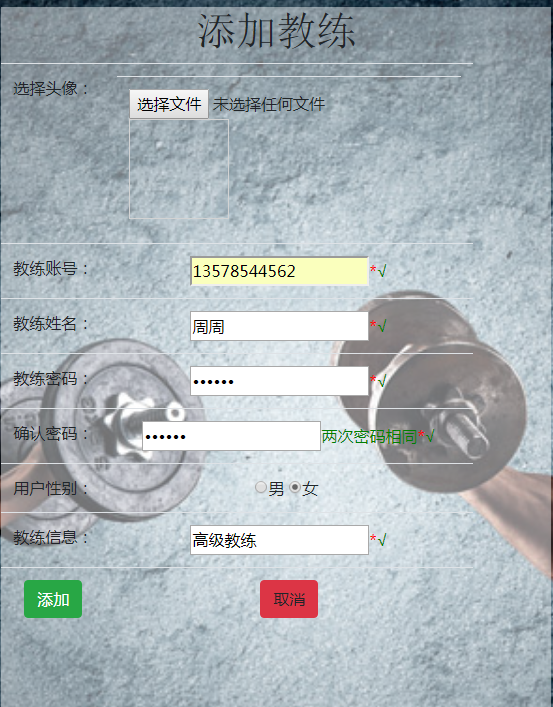 添加教练
选择头像：
选择文件 未选择任何文件
教练账号： 13578544562 *√
教练姓名： 周周 *√
教练密码： •••••• *√
确认密码： •••••• 两次密码相同*√
用户性别： 男 女
教练信息： 高级教练 *√
添加 取消